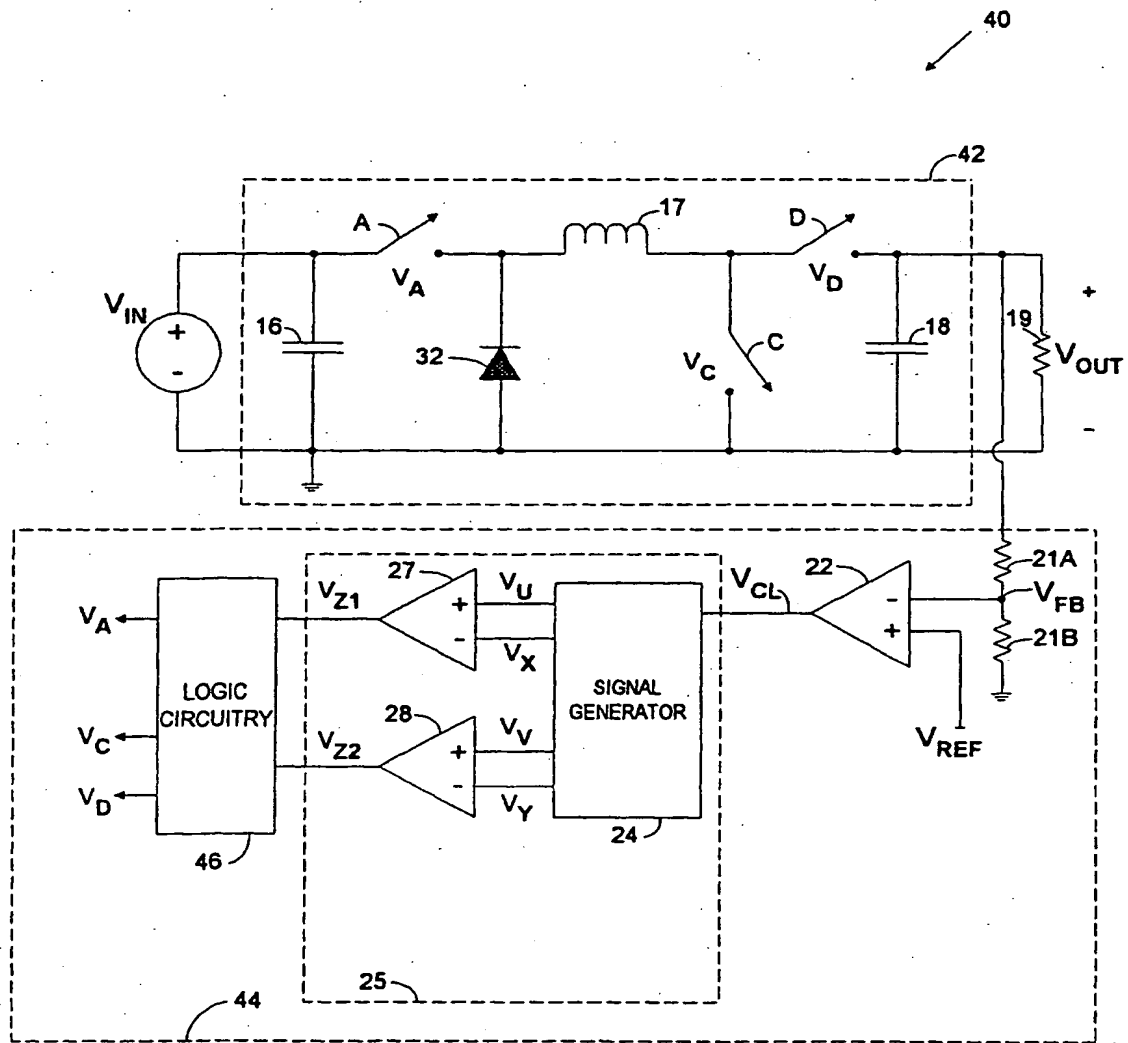 40
42
A
17
D
V_A
V_D
V_IN
+
-
16
32
V_C
C
18
19
+
V_OUT
-
21A
22
V_CL
-
+
V_FB
21B
V_REF
27
V_Z1
+
-
V_U
V_X
SIGNAL
GENERATOR
V_A
LOGIC
CIRCUITRY
28
V_Z2
+
-
V_V
V_Y
V_C
V_D
46
24
44
25